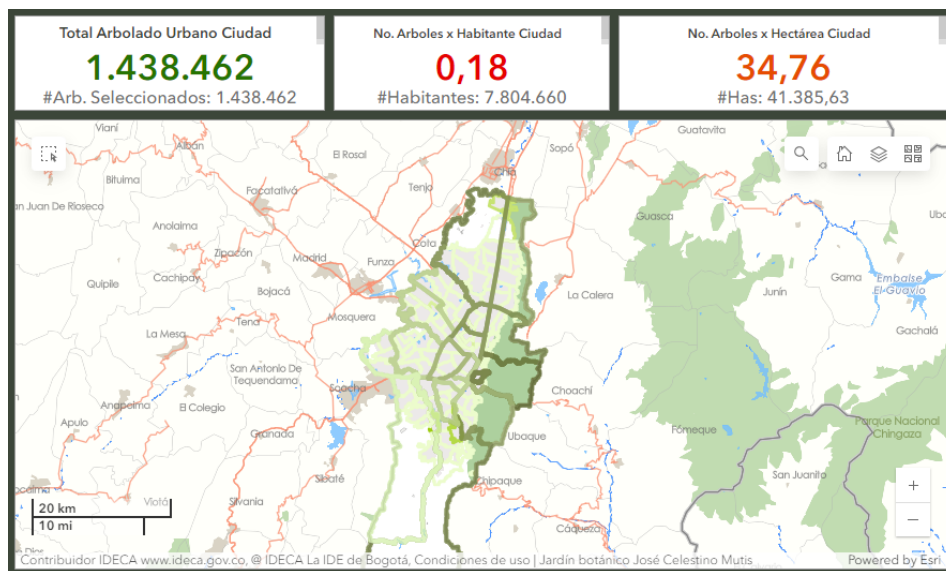 Total Arbolado Urbano Ciudad
1.438.462
#Arb. Seleccionados: 1.438.462
No. Arboles x Habitante Ciudad
0,18
#Habitantes: 7.804.660
No. Arboles x Hectárea Ciudad
34,76
#Has: 41.385,63
Vianí
Albán
Sopó
Guatavita
El Rosal
Bituima
Facatativá
Tenjo
Chía
an Juan De Rioseco
Anolaima
Guasca
Zipacón
Cota
Madrid
Funza
Quipile
Cachipay
Bojacá
La Calera
Junín
Gama
Embalse
El Guavio
Mosquera
Tena
La Mesa
Gachalá
San Antonio De
Tequendama
Soacha
Choachí
Anapoima
El Colegio
Apulo
Parque Nacional
Chingaza
Granada
Ubaque
Fómeque
Sibaté
Chipaque
San Juanito
Viotá
Silvania
20 km
10 mi
Cáqueza
+
−
Contribuidor IDECA www.ideca.gov.co, @ IDECA La IDE de Bogotá, Condiciones de uso | Jardín botánico José Celestino Mutis
Powered by Esri